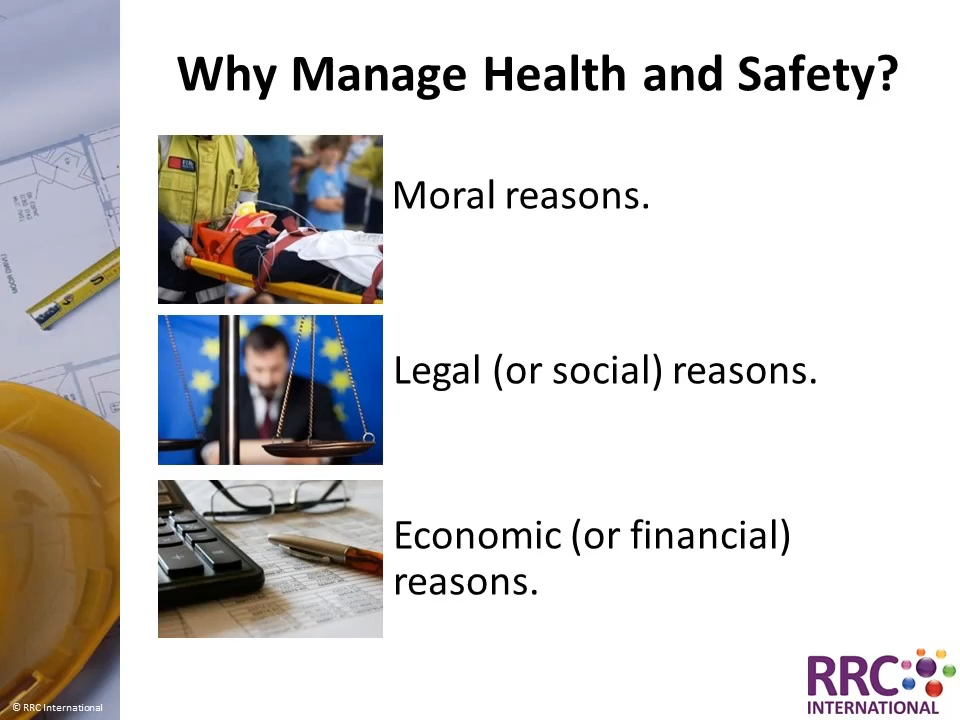 Why Manage Health and Safety?
Moral reasons.
Legal (or social) reasons.
Economic (or financial)
reasons.
RRC
INTERNATIONAL
© RRC International